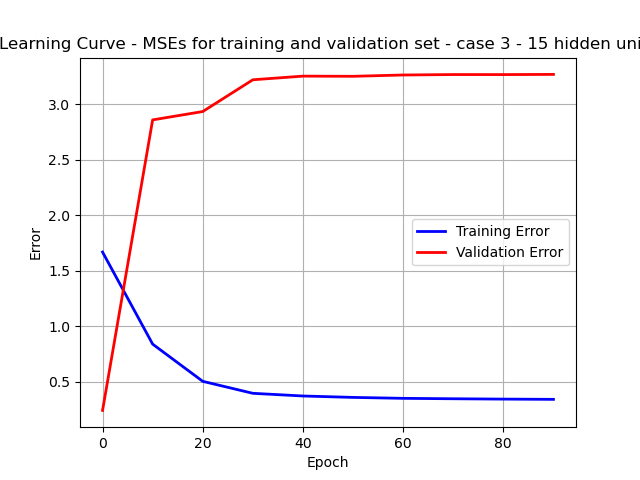 Learning Curve - MSEs for training and validation set - case 3 - 15 hidden uni
3.0
2.5
2.0
1.5
1.0
0.5
Error
Training Error
Validation Error
0 20 40 60 80
Epoch